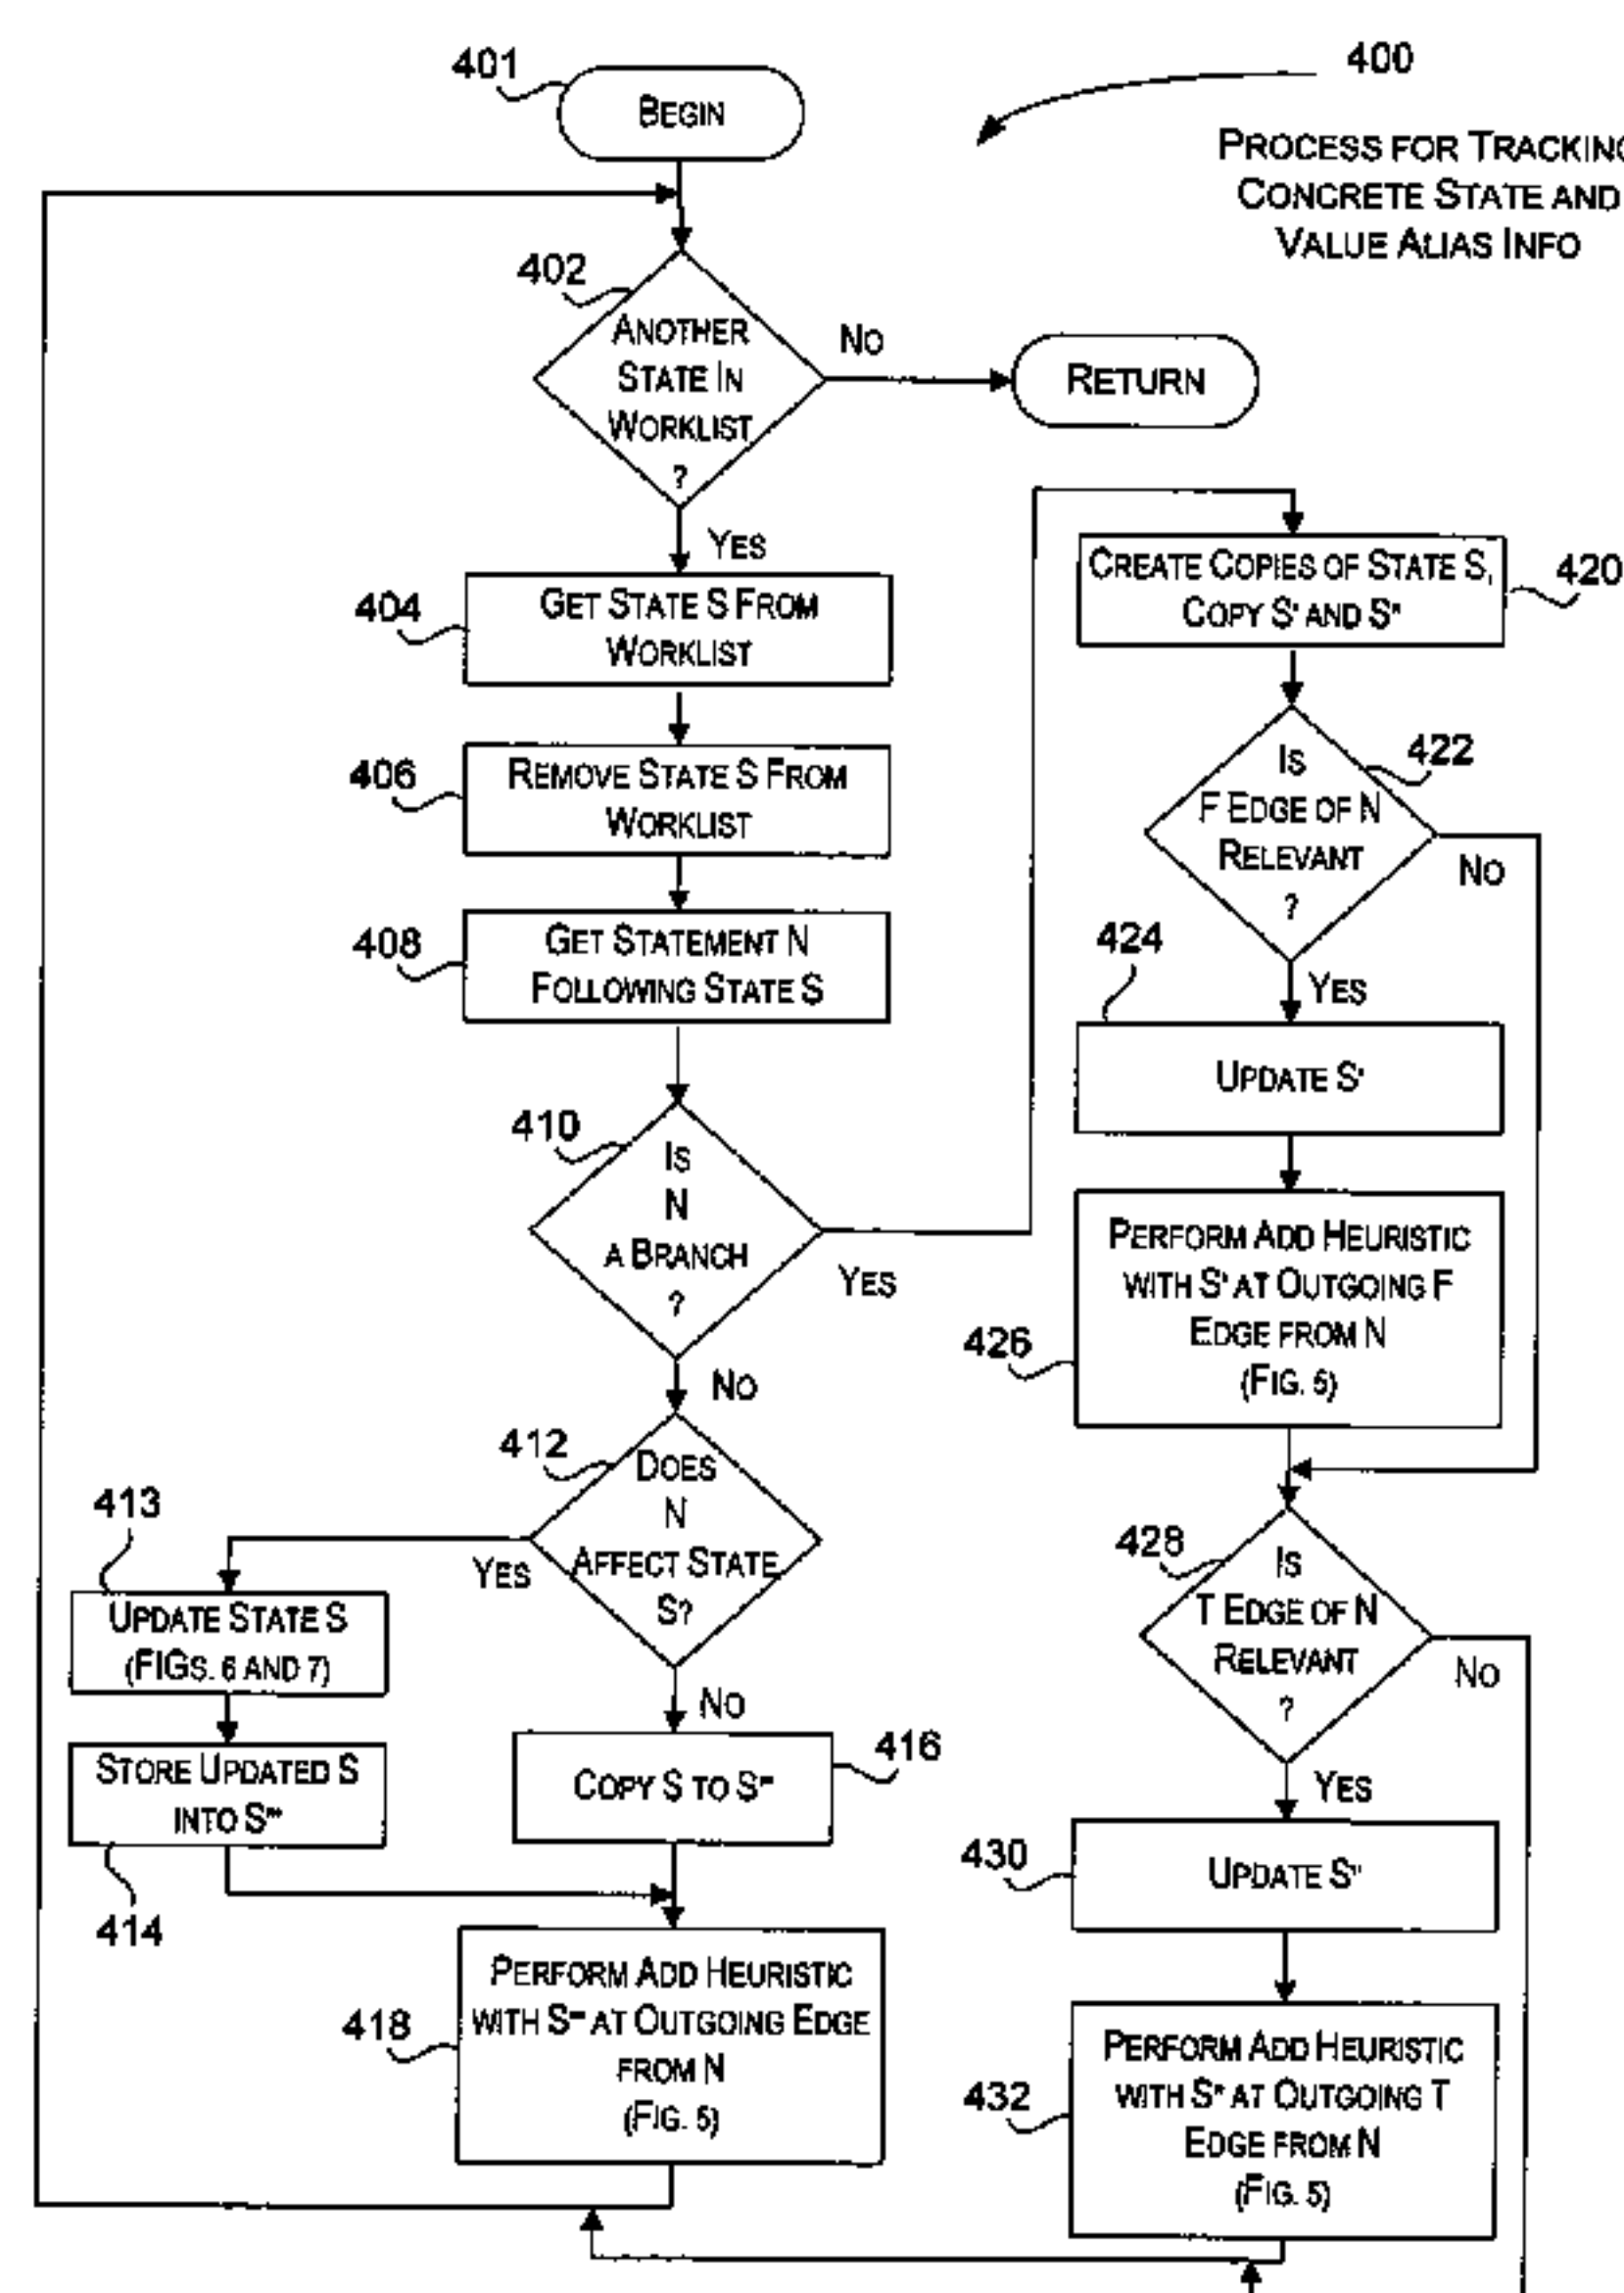 401
BEGIN
400
PROCESS FOR TRACKING
CONCRETE STATE AND
VALUE ALIAS INFO
402
ANOTHER
STATE IN
WORKLIST
?
NO
RETURN
YES
404
GET STATE S FROM
WORKLIST
406
REMOVE STATE S FROM
WORKLIST
408
GET STATEMENT N
FOLLOWING STATE S
410
IS
N
A BRANCH
?
YES
NO
412
DOES
N
AFFECT STATE
S?
YES
413
UPDATE STATE S
(FIGS. 6 AND 7)
STORE UPDATED S
INTO S'''
414
NO
416
COPY S TO S'''
418
PERFORM ADD HEURISTIC
WITH S''' AT OUTGOING EDGE
FROM N
(FIG. 5)
CREATE COPIES OF STATE S,
COPY S' AND S"
420
IS
F EDGE OF N
RELEVANT
?
422
NO
YES
424
UPDATE S'
426
PERFORM ADD HEURISTIC
WITH S' AT OUTGOING F
EDGE FROM N
(FIG. 5)
428
IS
T EDGE OF N
RELEVANT
?
NO
YES
430
UPDATE S"
432
PERFORM ADD HEURISTIC
WITH S" AT OUTGOING T
EDGE FROM N
(FIG. 5)